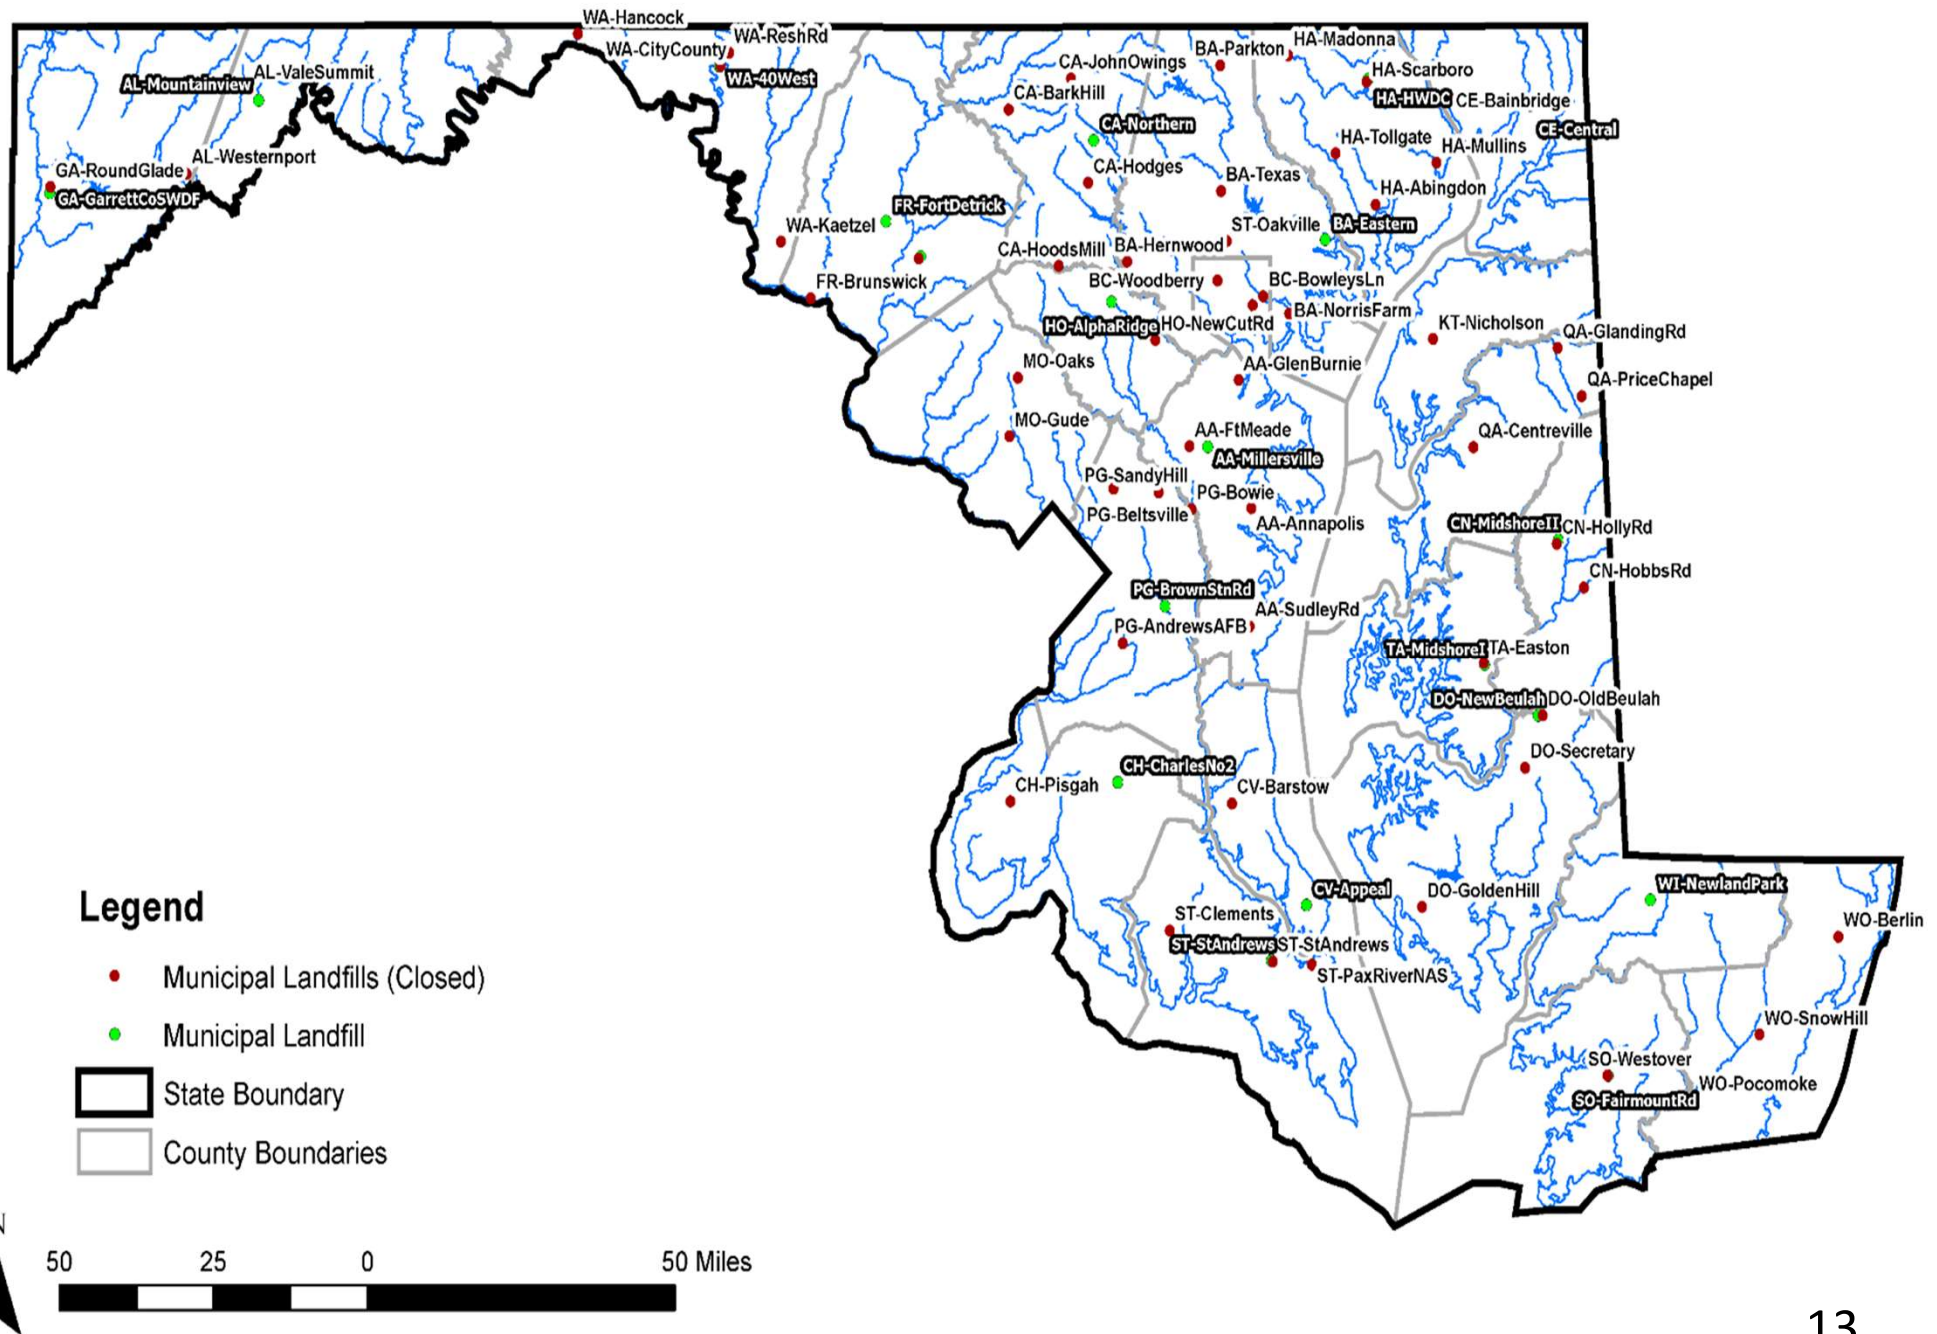 WA-Hancock
WA-ReshRd
WA-CityCounty
WA-40West
AL-Mountainview
AL-ValeSummit
AL-Westernport
GA-RoundGlade
GA-GarrettCoSWDF
BA-Parkton
HA-Madonna
CA-JohnOwings
HA-Scarboro
CA-BarkHill
HA-HWDC
CE-Bainbridge
CA-Northern
CE-Central
HA-Tollgate
HA-Mullins
CA-Hodges
BA-Texas
HA-Abingdon
FR-FortDetrick
WA-Kaetzel
ST-Oakville
BA-Eastern
CA-HoodsMill
BA-Hernwood
FR-Brunswick
BC-Woodberry
BC-BowleysLn
BA-NorrisFarm
HO-AlphaRidge
HO-NewCutRd
KT-Nicholson
QA-GlandingRd
MO-Oaks
AA-GlenBurnie
QA-PriceChapel
MO-Gude
AA-FtMeade
QA-Centreville
AA-Millersville
PG-SandyHill
PG-Bowie
PG-Beltsville
AA-Annapolis
CN-MidshoreII
CN-HollyRd
CN-HobbsRd
PG-BrownStnRd
AA-SudleyRd
PG-AndrewsAFB
TA-MidshoreI
TA-Easton
DO-NewBeulah
DO-OldBeulah
DO-Secretary
CH-CharlesNo2
CH-Pisgah
CV-Barstow
CV-Appeal
DO-GoldenHill
WI-NewlandPark
ST-Clements
WO-Berlin
ST-StAndrews
ST-StAndrews
ST-PaxRiverNAS
WO-SnowHill
SO-Westover
WO-Pocomoke
SO-FairmountRd
Legend
Municipal Landfills (Closed)
Municipal Landfill
State Boundary
County Boundaries
N
50 25 0 50 Miles
13